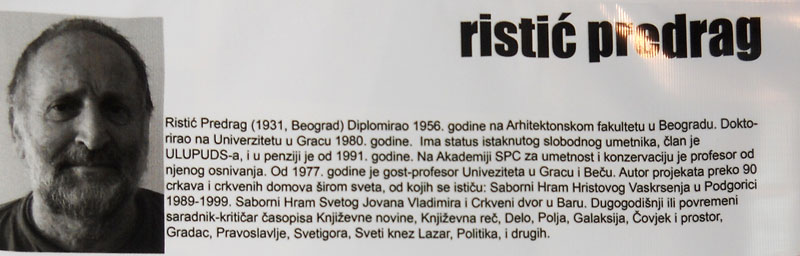 ristić predrag
Ristić Predrag (1931, Beograd) Diplomirao 1956. godine na Arhitektonskom fakultetu u Beogradu. Dokto-
rirao na Univerzitetu u Gracu 1980. godine. Ima status istaknutog slobodnog umetnika, član je
ULUPUDS-a, i u penziji je od 1991. godine. Na Akademiji SPC za umetnost i konzervaciju je profesor od
njenog osnivanja. Od 1977. godine je gost-profesor Univeziteta u Gracu i Beču. Autor projekata preko 90
crkava i crkvenih domova širom sveta, od kojih se ističu: Saborni Hram Hristovog Vaskrsenja u Podgorici
1989-1999. Saborni Hram Svetog Jovana Vladimira i Crkveni dvor u Baru. Dugogodišnji ili povremeni
saradnik-kritičar časopisa Književne novine, Književna reč, Delo, Polja, Galaksija, Čovjek i prostor,
Gradac, Pravoslavlje, Svetigora, Sveti knez Lazar, Politika, i drugih.